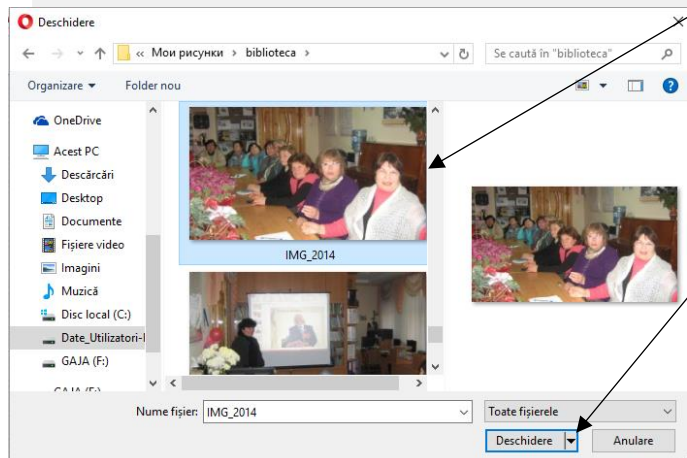 Deschidere
« Мои рисунки > biblioteca >
Se caută în "biblioteca"
Organizare
Folder nou
OneDrive
Acest PC
Descărcări
Desktop
Documente
Fișiere video
Imagini
Muzică
Disc local (C:)
Date_Utilizatori-
GAJA (F:)
IMG_2014
Nume fișier: IMG_2014
Toate fișierele
Deschidere
Anulare